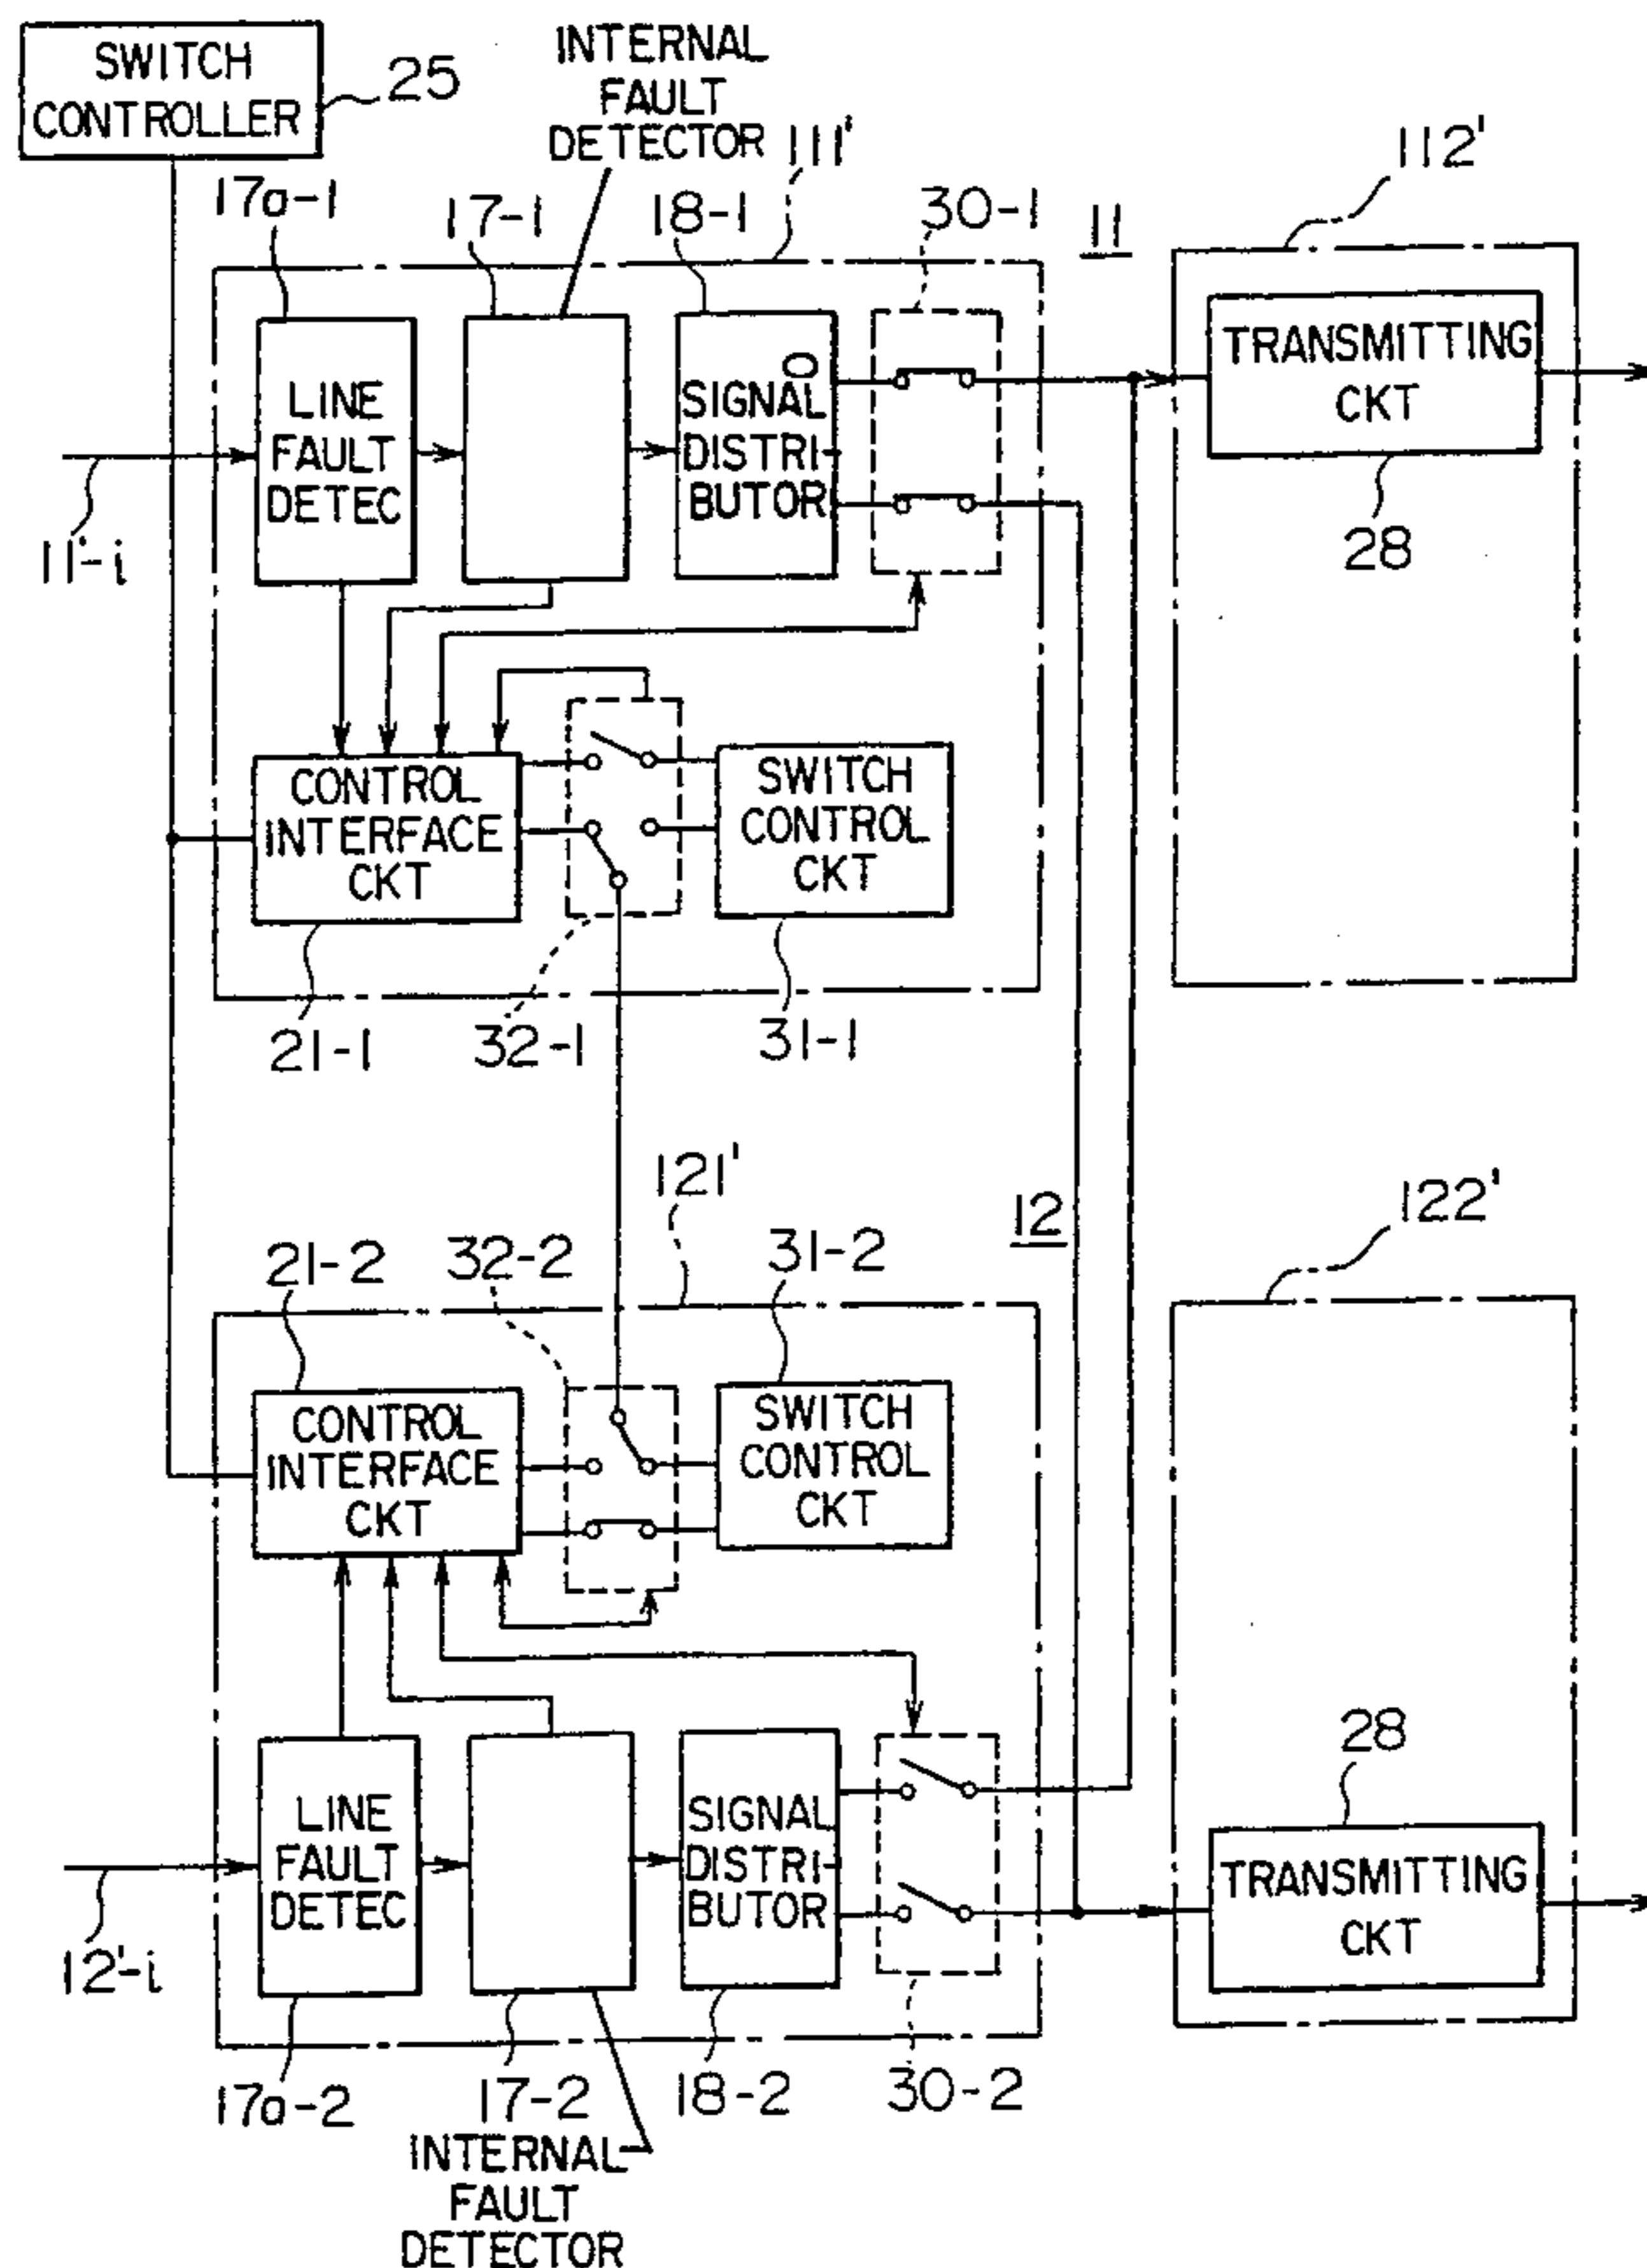 SWITCH
CONTROLLER
25
INTERNAL
FAULT
DETECTOR
111'
112'
17a-1
17-1
18-1
30-1
11
LINE
FAULT
DETEC
SIGNAL
DISTRI-
BUTOR
TRANSMITTING
CKT
28
11'-i
CONTROL
INTERFACE
CKT
SWITCH
CONTROL
CKT
21-1
32-1
31-1
121'
12
122'
21-2
32-2
31-2
CONTROL
INTERFACE
CKT
SWITCH
CONTROL
CKT
28
LINE
FAULT
DETEC
SIGNAL
DISTRI-
BUTOR
TRANSMITTING
CKT
12'-i
17a-2
17-2
18-2
30-2
INTERNAL
FAULT
DETECTOR